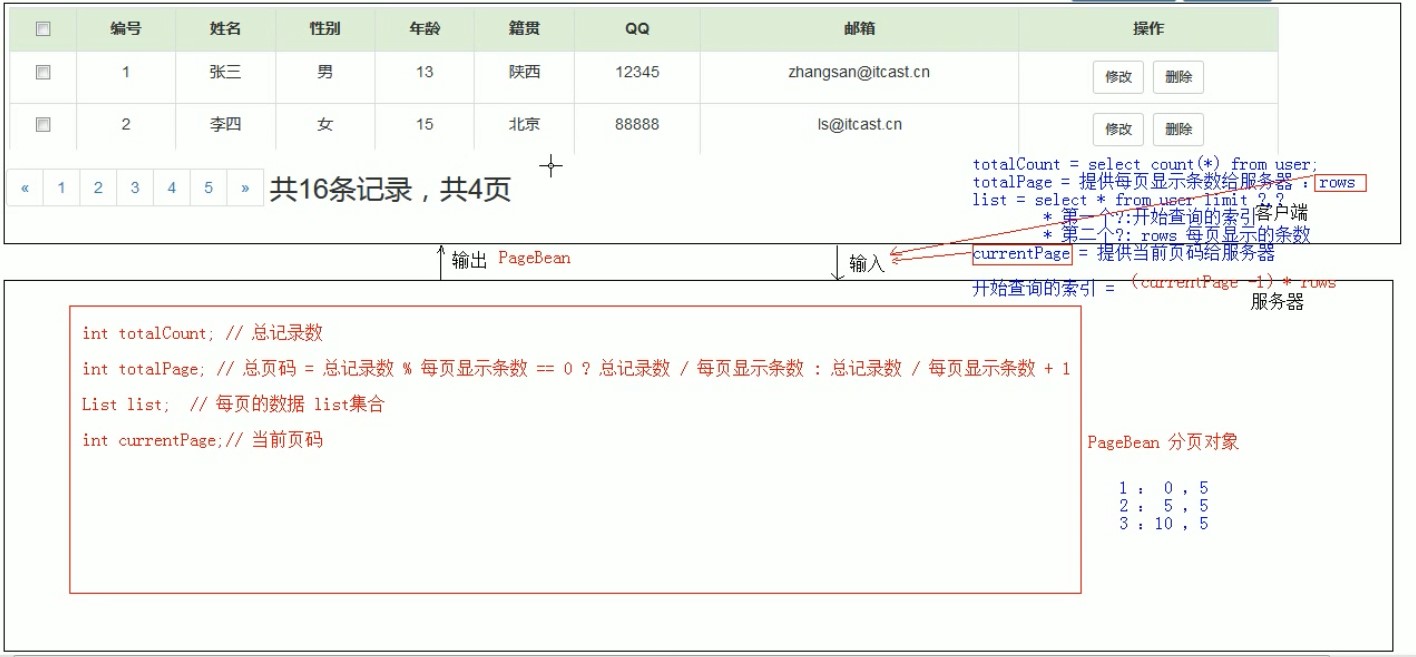 编号 姓名 性别 年龄 籍贯 QQ 邮箱 操作
1 张三 男 13 陕西 12345 zhangsan@itcast.cn 修改 删除
2 李四 女 15 北京 88888 ls@itcast.cn 修改 删除
« 1 2 3 4 5 » 共16条记录，共4页
totalCount = select count(*) from user;
totalPage = 提供每页显示条数给服务器 : rows
list = select * from user limit ?,?
* 第一个?:开始查询的索引
客户端
* 第二个?: rows 每页显示的条数
currentPage = 提供当前页码给服务器
输出 PageBean
输入
开始查询的索引 = (currentPage -1) * rows
服务器
int totalCount; // 总记录数
int totalPage; // 总页码 = 总记录数 % 每页显示条数 == 0 ? 总记录数 / 每页显示条数 : 总记录数 / 每页显示条数 + 1
List list; // 每页的数据 list集合
int currentPage;// 当前页码
PageBean 分页对象
1 : 0 , 5
2 : 5 , 5
3 : 10 , 5